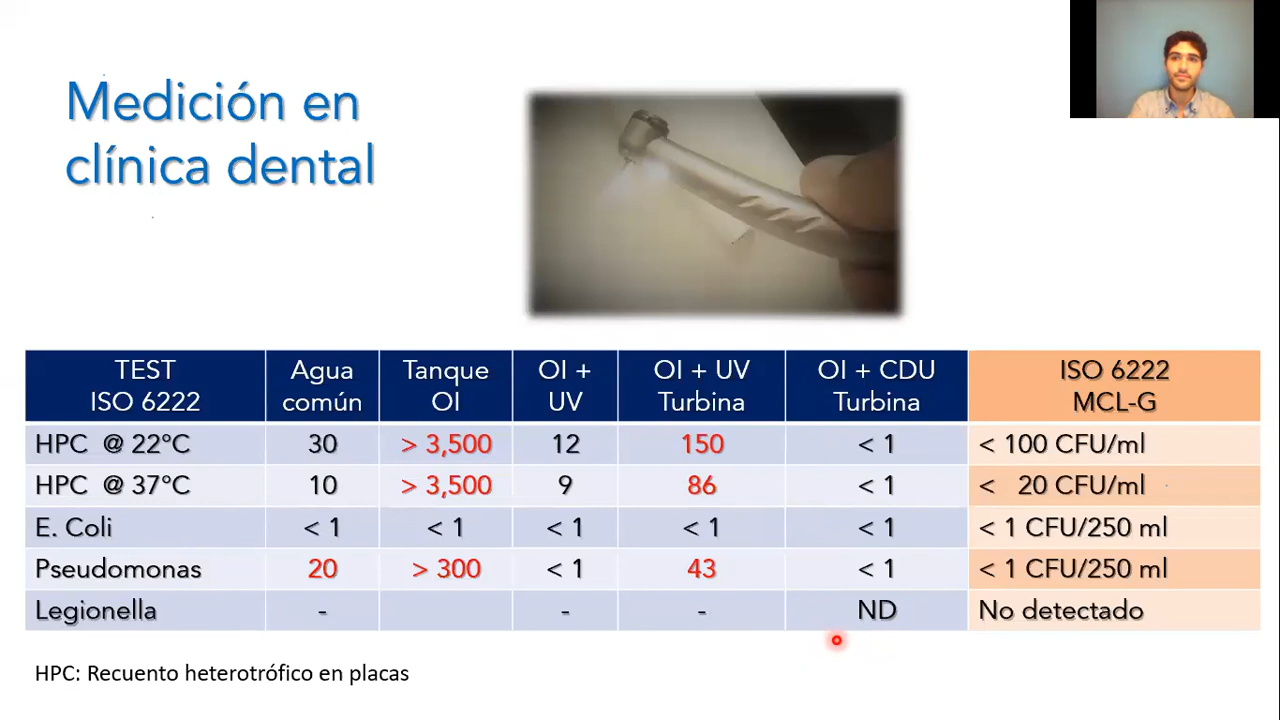 Medición en
clínica dental
TEST ISO 6222 Agua común Tanque OI OI + UV OI + UV Turbina OI + CDU Turbina ISO 6222 MCL-G
HPC @ 22°C 30 > 3,500 12 150 < 1 < 100 CFU/ml
HPC @ 37°C 10 > 3,500 9 86 < 1 < 20 CFU/ml
E. Coli < 1 < 1 < 1 < 1 < 1 < 1 CFU/250 ml
Pseudomonas 20 > 300 < 1 43 < 1 < 1 CFU/250 ml
Legionella - - - ND No detectado
HPC: Recuento heterotrófico en placas